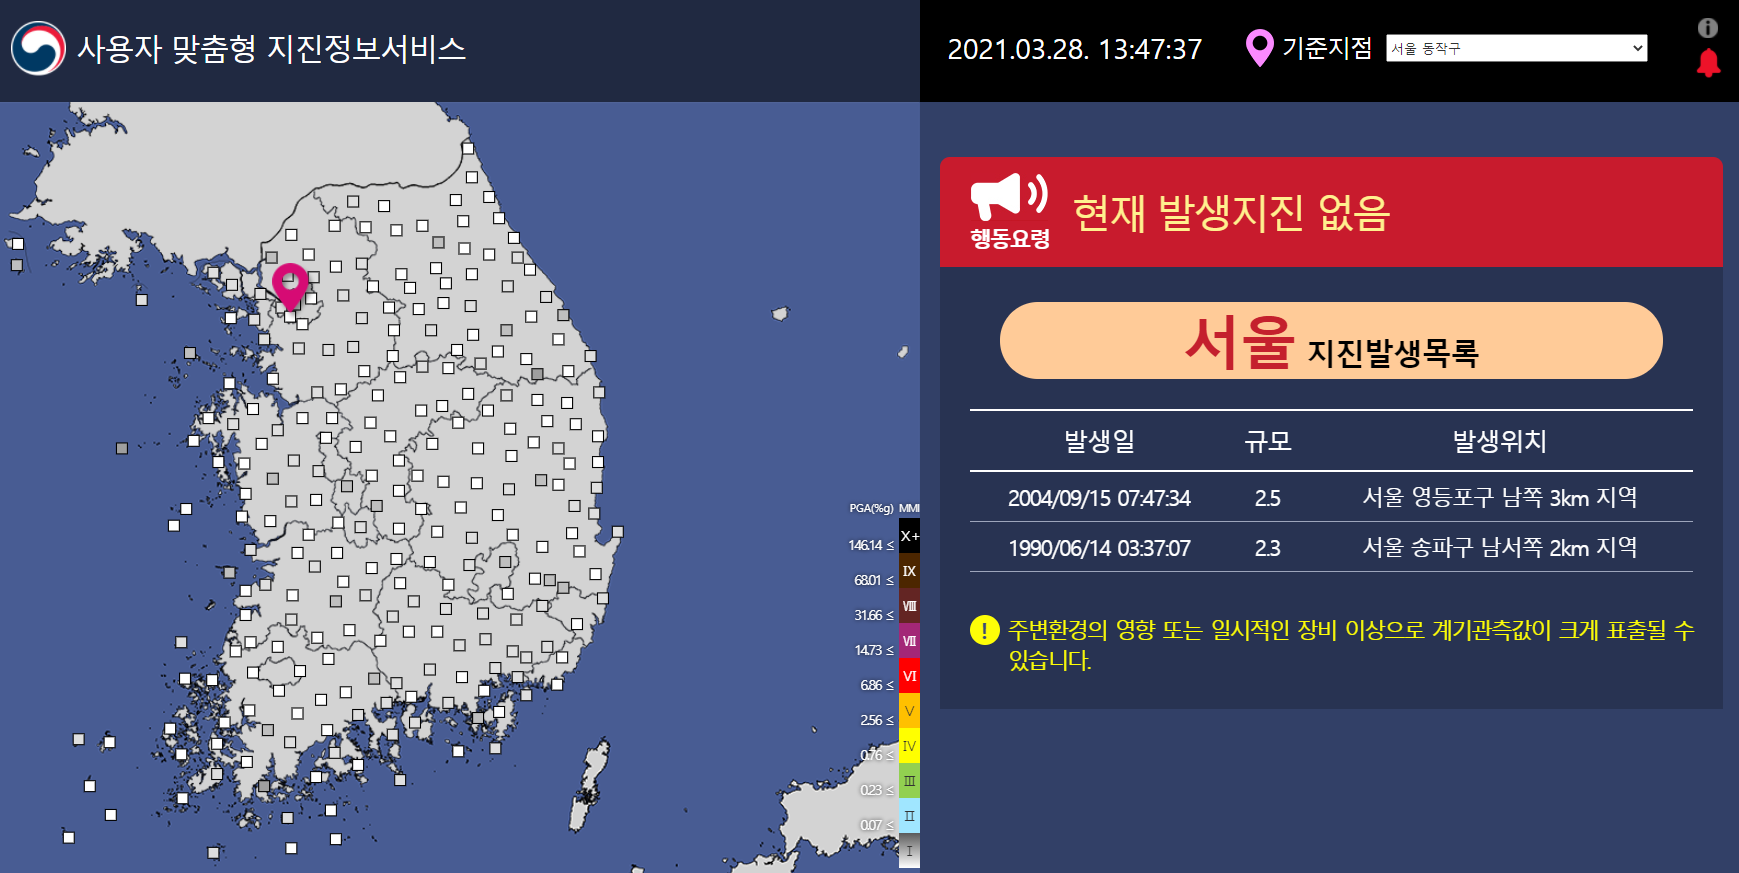 사용자 맞춤형 지진정보서비스
2021.03.28. 13:47:37
기준지점
서울 동작구
행동요령
현재 발생지진 없음
서울 지진발생목록
발생일 규모 발생위치
2004/09/15 07:47:34 2.5 서울 영등포구 남쪽 3km 지역
1990/06/14 03:37:07 2.3 서울 송파구 남서쪽 2km 지역
! 주변환경의 영향 또는 일시적인 장비 이상으로 계기관측값이 크게 표출될 수
있습니다.
PGA(%g) MMI
X+
146.14 ≤
IX
68.01 ≤
VIII
31.66 ≤
VII
14.73 ≤
VI
6.86 ≤
V
2.56 ≤
IV
0.76 ≤
III
0.23 ≤
II
0.07 ≤
I